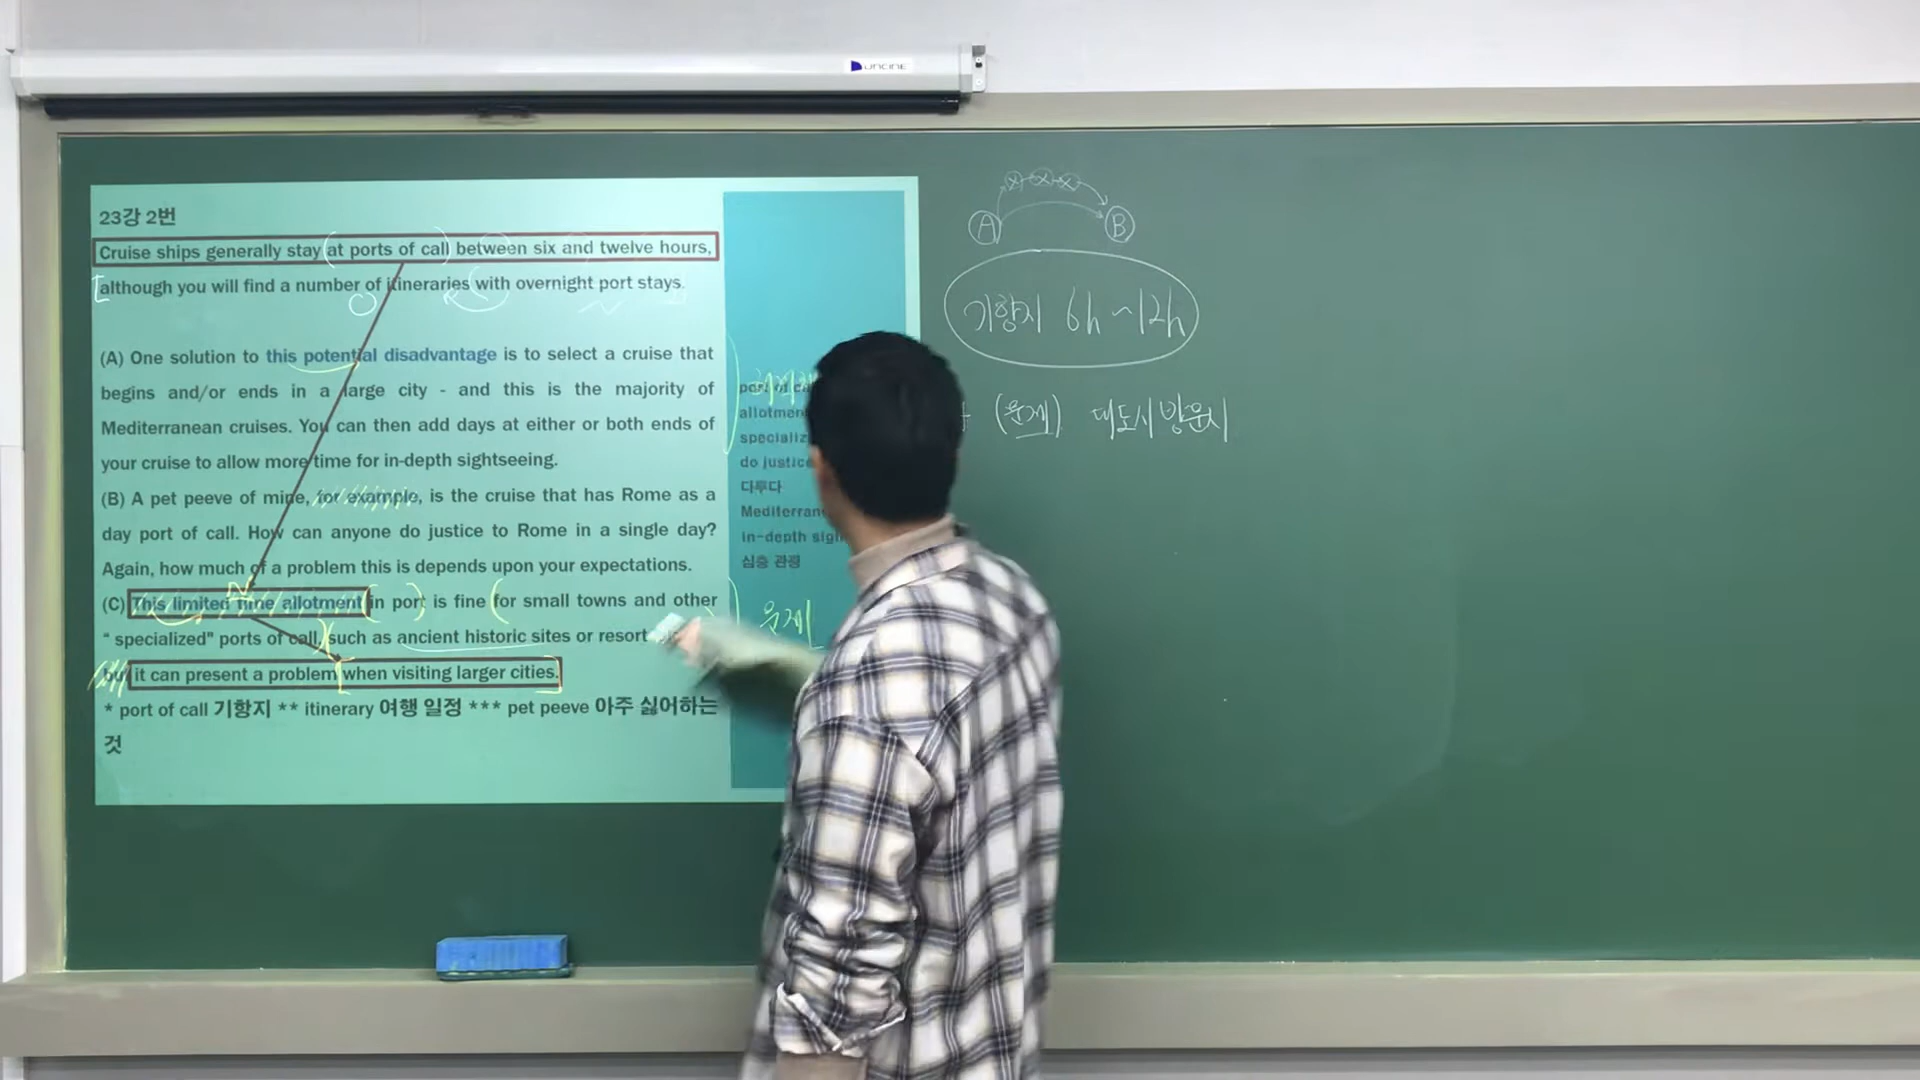 UNCINE
23강 2번
Cruise ships generally stay at ports of call between six and twelve hours,
although you will find a number of itineraries with overnight port stays.
(A) One solution to this potential disadvantage is to select a cruise that
begins and/or ends in a large city - and this is the majority of
Mediterranean cruises. You can then add days at either or both ends of
your cruise to allow more time for in-depth sightseeing.
(B) A pet peeve of mine, for example, is the cruise that has Rome as a
day port of call. How can anyone do justice to Rome in a single day?
Again, how much of a problem this is depends upon your expectations.
(C) This limited time allotment in port is fine for small towns and other
" specialized" ports of call, such as ancient historic sites or resort
but it can present a problem when visiting larger cities.
* port of call 기항지 ** itinerary 여행 일정 *** pet peeve 아주 싫어하는
것
port of
do justice
다루다
in-depth
심층 관광
문제
A B
기항지 6h ~ 12h
(문제) 대도시 방문시